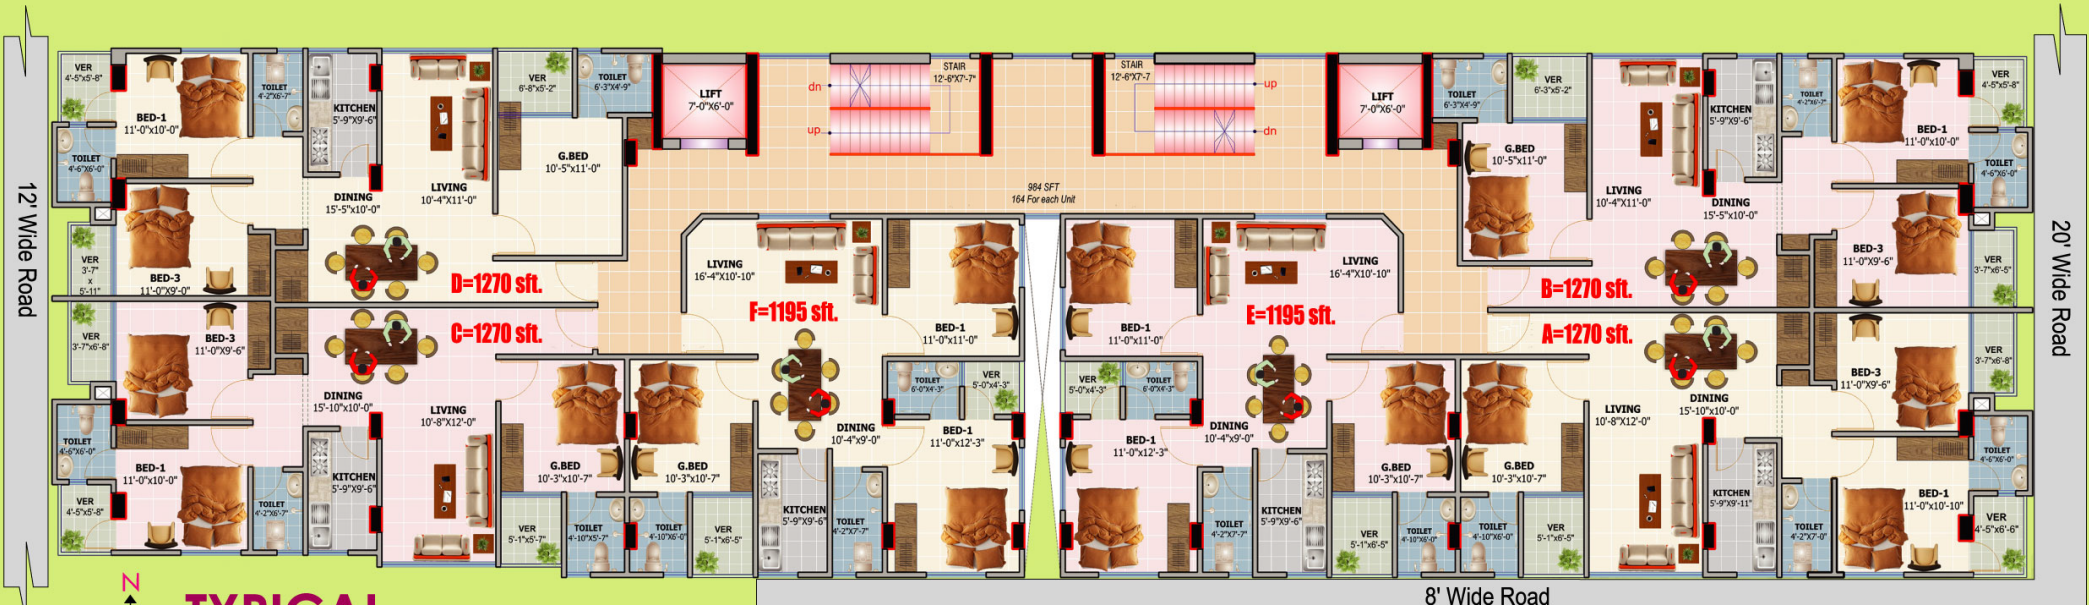 12' Wide Road
VER
4'-5"x5'-8"
BED-1
11'-0"x10'-0"
TOILET
4'-2"X6'-7"
KITCHEN
5'-9"X9'-6"
TOILET
4'-6"X6'-0"
DINING
15'-5"x10'-0"
LIVING
10'-4"X11'-0"
VER
6'-8"x5'-2"
TOILET
6'-3"X4'-9"
G.BED
10'-5"x11'-0"
VER
3'-7"
x
5'-11"
BED-3
11'-0"X9'-0"
D=1270 sft.
LIFT
7'-0"X6'-0"
dn
up
STAIR
12'-6"X7'-7"
STAIR
12'-6"X7'-7
up
dn
LIFT
7'-0"X6'-0"
984 SFT
164 For each Unit
TOILET
6'-3"X4'-9"
VER
6'-3"x5'-2"
G.BED
10'-5"x11'-0"
LIVING
10'-4"X11'-0"
KITCHEN
5'-9"X9'-6"
TOILET
4'-2"X6'-7"
BED-1
11'-0"x10'-0"
VER
4'-5"x5'-8"
TOILET
4'-6"X6'-0"
DINING
15'-5"x10'-0"
BED-3
11'-0"X9'-6"
VER
3'-7"x6'-5"
B=1270 sft.
20' Wide Road
VER
3'-7"x6'-8"
BED-3
11'-0"X9'-6"
C=1270 sft.
DINING
15'-10"x10'-0"
LIVING
10'-8"X12'-0"
TOILET
4'-6"X6'-0"
BED-1
11'-0"x10'-0"
VER
4'-5"x5'-8"
TOILET
4'-2"X6'-7"
KITCHEN
5'-9"X9'-6"
G.BED
10'-3"x10'-7"
VER
5'-1"x5'-7"
TOILET
4'-10"X5'-7"
LIVING
16'-4"X10'-10"
F=1195 sft.
BED-1
11'-0"x11'-0"
TOILET
6'-0"X4'-3"
VER
5'-0"x4'-3"
DINING
10'-4"x9'-0"
BED-1
11'-0"x12'-3"
G.BED
10'-3"x10'-7"
TOILET
4'-10"X6'-0"
VER
5'-1"x6'-5"
KITCHEN
5'-9"X9'-6"
TOILET
4'-2"X7'-7"
LIVING
16'-4"X10'-10"
E=1195 sft.
BED-1
11'-0"x11'-0"
VER
5'-0"x4'-3"
TOILET
6'-0"X4'-3"
BED-1
11'-0"x12'-3"
DINING
10'-4"x9'-0"
TOILET
4'-2"X7'-7"
KITCHEN
5'-9"X9'-6"
G.BED
10'-3"x10'-7"
VER
5'-1"x6'-5"
TOILET
4'-10"X6'-0"
A=1270 sft.
G.BED
10'-3"x10'-7"
TOILET
4'-10"X6'-0"
VER
5'-1"x6'-5"
LIVING
10'-8"X12'-0"
DINING
15'-10"x10'-0"
BED-3
11'-0"X9'-6"
VER
3'-7"x6'-8"
KITCHEN
5'-9"X9'-11"
TOILET
4'-2"X7'-0"
BED-1
11'-0"x10'-10"
TOILET
4'-6"X6'-0"
VER
4'-5"x6'-6"
N
TYPICAL
8' Wide Road